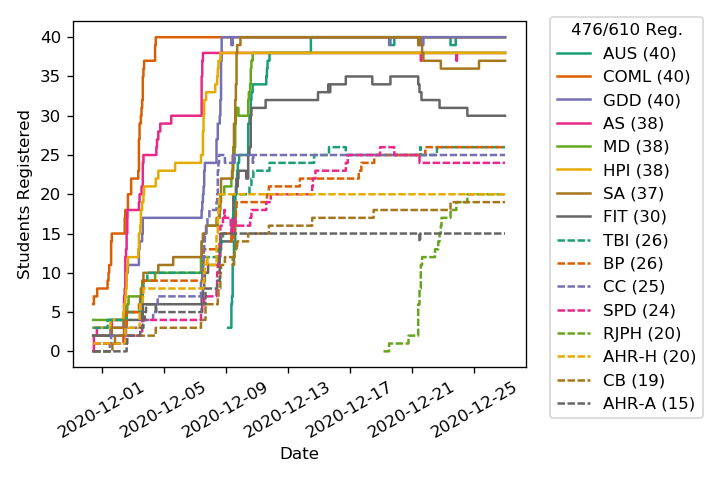 40
35
30
25
20
15
10
5
0
Students Registered
2020-12-01
2020-12-05
2020-12-09
2020-12-13
2020-12-17
2020-12-21
2020-12-25
Date
476/610 Reg.
AUS (40)
COML (40)
GDD (40)
AS (38)
MD (38)
HPI (38)
SA (37)
FIT (30)
TBI (26)
BP (26)
CC (25)
SPD (24)
RJPH (20)
AHR-H (20)
CB (19)
AHR-A (15)